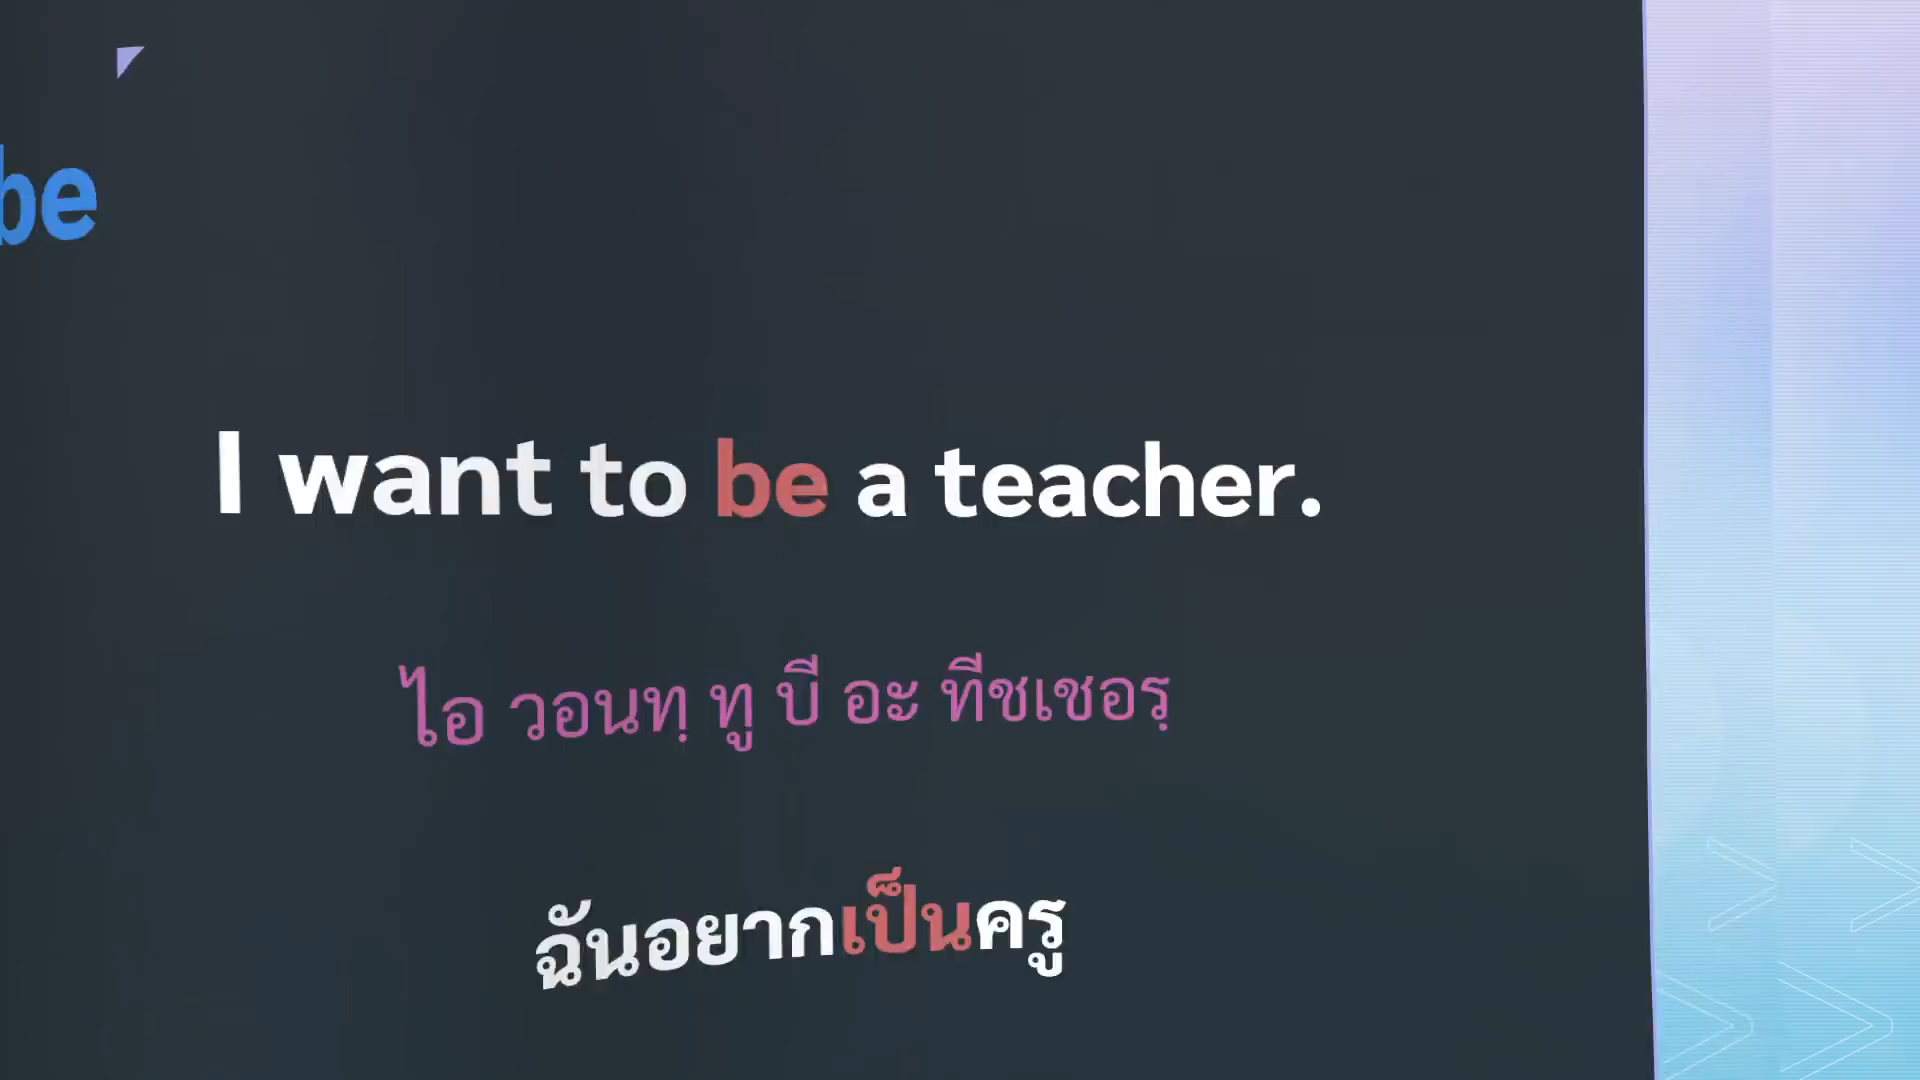 be
I want to be a teacher.
ไอ วอนทฺ ทู บี อะ ทีชเชอรฺ
ฉันอยากเป็นครู